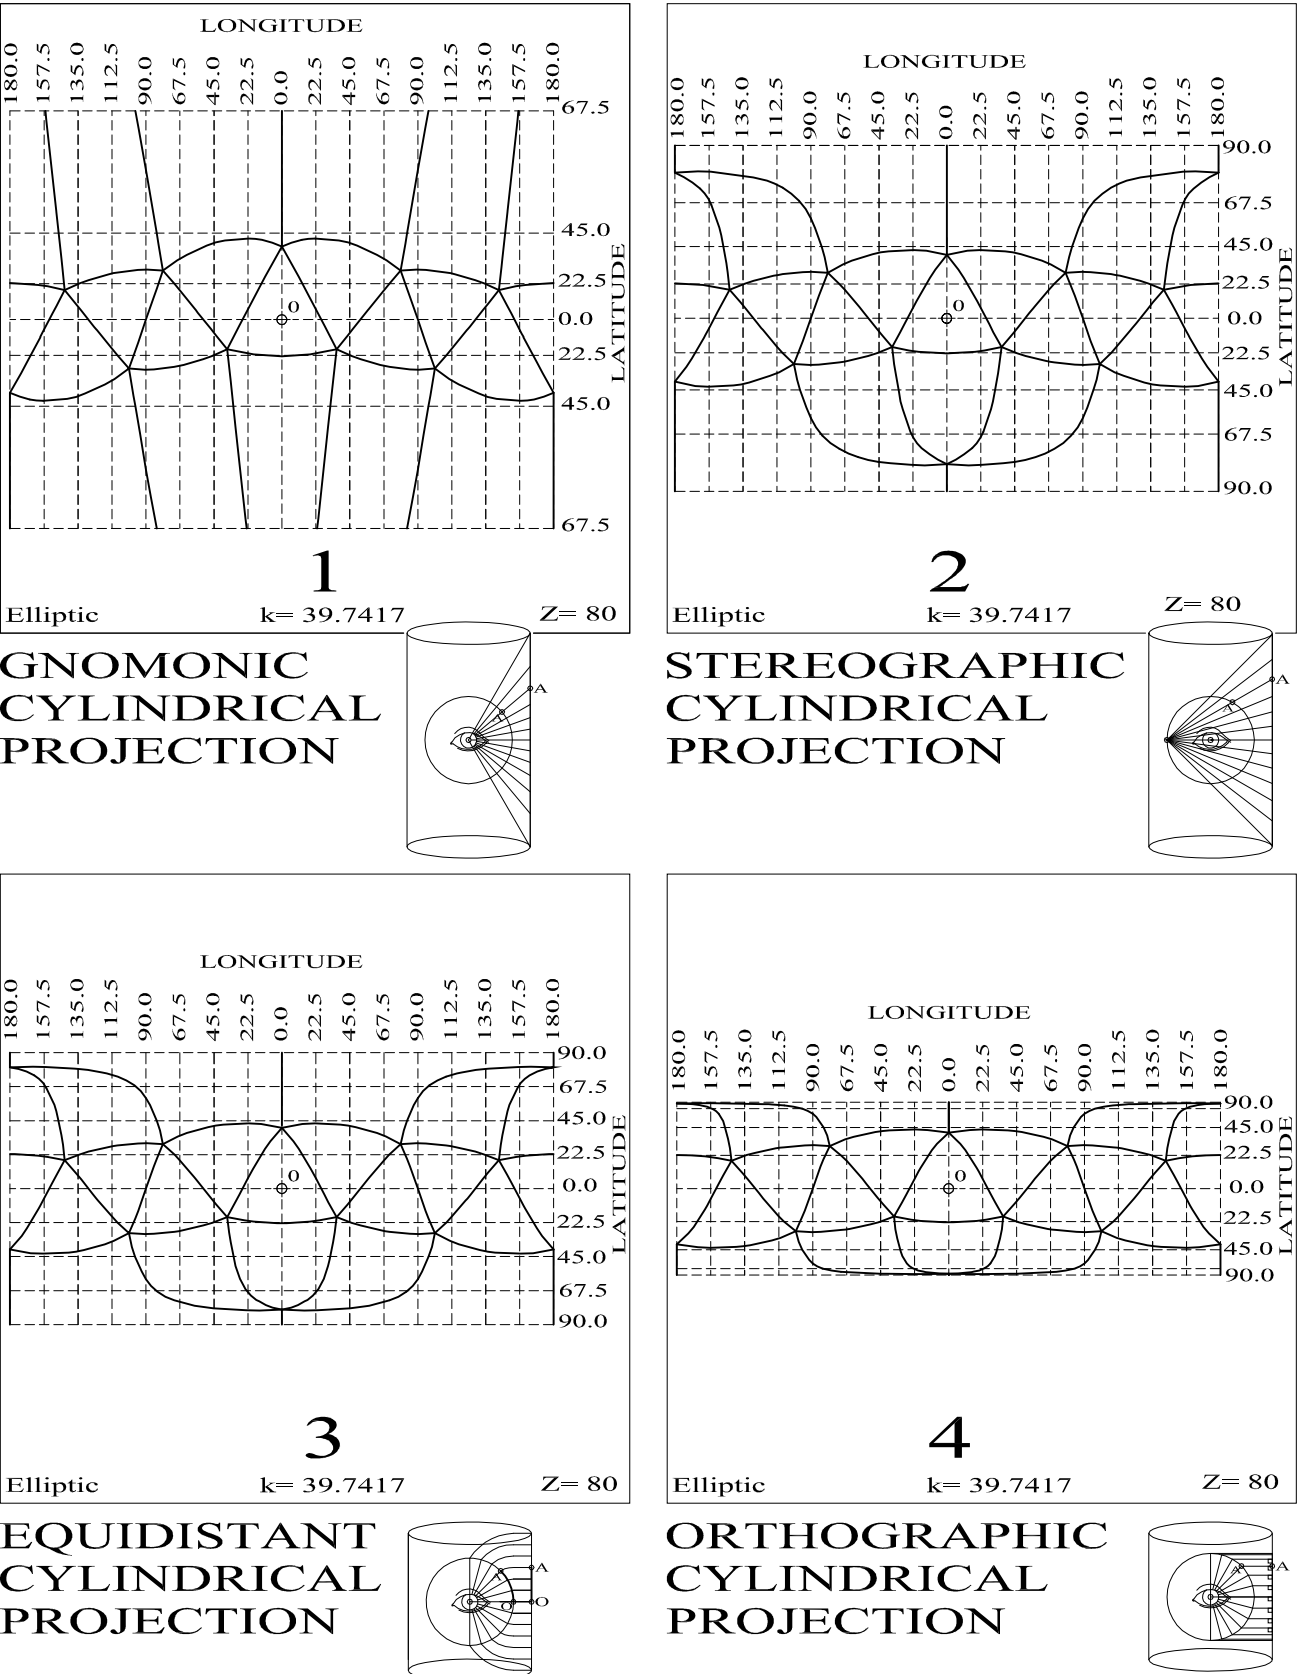 LONGITUDE
180.0 157.5 135.0 112.5 90.0 67.5 45.0 22.5 0.0 22.5 45.0 67.5 90.0 112.5 135.0 157.5 180.0
67.5
45.0
22.5
0.0
22.5
45.0
67.5
LATITUDE
O
1
Elliptic k= 39.7417 Z= 80
GNOMONIC
CYLINDRICAL
PROJECTION
A
A
LONGITUDE
180.0 157.5 135.0 112.5 90.0 67.5 45.0 22.5 0.0 22.5 45.0 67.5 90.0 112.5 135.0 157.5 180.0
90.0
67.5
45.0
22.5
0.0
22.5
45.0
67.5
90.0
LATITUDE
O
2
Elliptic k= 39.7417 Z= 80
STEREOGRAPHIC
CYLINDRICAL
PROJECTION
A
A
LONGITUDE
180.0 157.5 135.0 112.5 90.0 67.5 45.0 22.5 0.0 22.5 45.0 67.5 90.0 112.5 135.0 157.5 180.0
90.0
67.5
45.0
22.5
0.0
22.5
45.0
67.5
90.0
LATITUDE
O
3
Elliptic k= 39.7417 Z= 80
EQUIDISTANT
CYLINDRICAL
PROJECTION
A
A
O
O
LONGITUDE
180.0 157.5 135.0 112.5 90.0 67.5 45.0 22.5 0.0 22.5 45.0 67.5 90.0 112.5 135.0 157.5 180.0
90.0
45.0
22.5
0.0
22.5
45.0
90.0
LATITUDE
O
4
Elliptic k= 39.7417 Z= 80
ORTHOGRAPHIC
CYLINDRICAL
PROJECTION
A
A